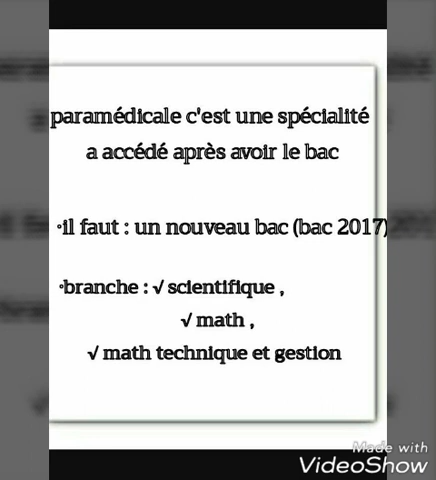 paramédicale c'est une spécialité
a accédé après avoir le bac
•il faut : un nouveau bac (bac 2017)
•branche : √ scientifique ,
√ math ,
√ math technique et gestion
Made with
VideoShow